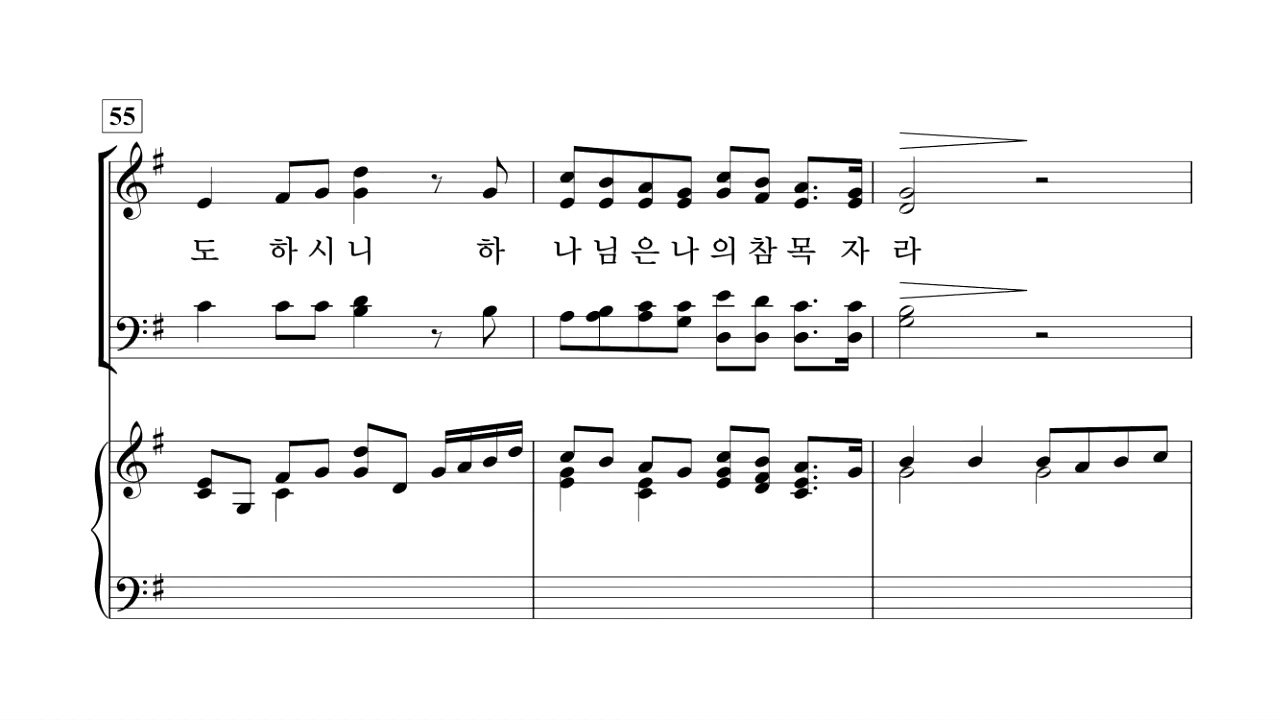 55
도 하시 니 하 나 님 은 나 의 참 목 자 라